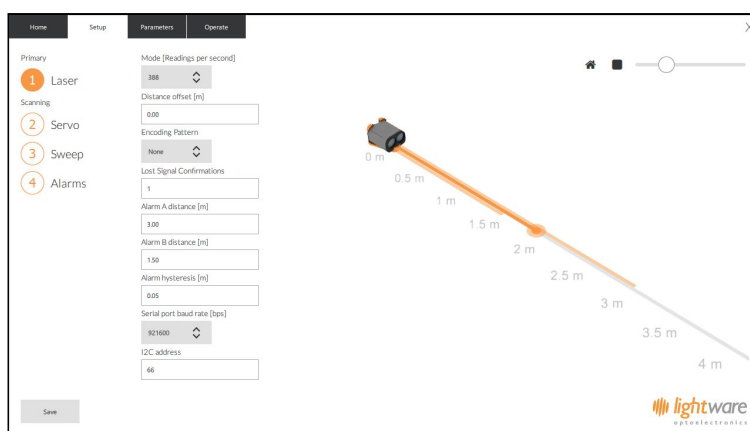 Home Setup Parameters Operate
Primary
1 Laser
Scanning
2 Servo
3 Sweep
4 Alarms
Mode [Readings per second]
388
Distance offset [m]
0.00
Encoding Pattern
None
Lost Signal Confirmations
1
Alarm A distance [m]
3.00
Alarm B distance [m]
1.50
Alarm hysteresis [m]
0.05
Serial port baud rate [bps]
921600
I2C address
66
Save
0 m
0.5 m
1 m
1.5 m
2 m
2.5 m
3 m
3.5 m
4 m
lightware
optoelectronics